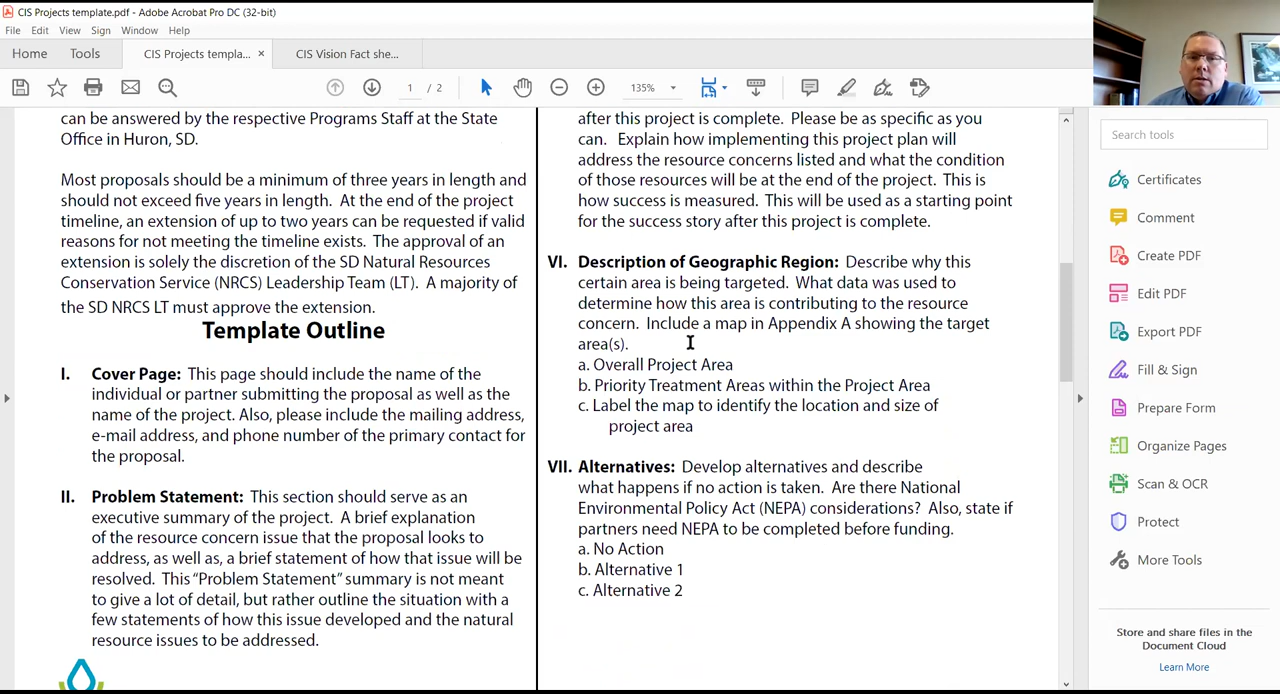 CIS Projects template.pdf - Adobe Acrobat Pro DC (32-bit)
File Edit View Sign Window Help
Home Tools CIS Projects templa... × CIS Vision Fact she...
1 / 2 135%
can be answered by the respective Programs Staff at the State
Office in Huron, SD.
Most proposals should be a minimum of three years in length and
should not exceed five years in length. At the end of the project
timeline, an extension of up to two years can be requested if valid
reasons for not meeting the timeline exists. The approval of an
extension is solely the discretion of the SD Natural Resources
Conservation Service (NRCS) Leadership Team (LT). A majority of
the SD NRCS LT must approve the extension.
Template Outline
I. Cover Page: This page should include the name of the
individual or partner submitting the proposal as well as the
name of the project. Also, please include the mailing address,
e-mail address, and phone number of the primary contact for
the proposal.
II. Problem Statement: This section should serve as an
executive summary of the project. A brief explanation
of the resource concern issue that the proposal looks to
address, as well as, a brief statement of how that issue will be
resolved. This "Problem Statement" summary is not meant
to give a lot of detail, but rather outline the situation with a
few statements of how this issue developed and the natural
resource issues to be addressed.
after this project is complete. Please be as specific as you
can. Explain how implementing this project plan will
address the resource concerns listed and what the condition
of those resources will be at the end of the project. This is
how success is measured. This will be used as a starting point
for the success story after this project is complete.
VI. Description of Geographic Region: Describe why this
certain area is being targeted. What data was used to
determine how this area is contributing to the resource
concern. Include a map in Appendix A showing the target
area(s).
a. Overall Project Area
b. Priority Treatment Areas within the Project Area
c. Label the map to identify the location and size of
project area
VII. Alternatives: Develop alternatives and describe
what happens if no action is taken. Are there National
Environmental Policy Act (NEPA) considerations? Also, state if
partners need NEPA to be completed before funding.
a. No Action
b. Alternative 1
c. Alternative 2
Search tools
Certificates
Comment
Create PDF
Edit PDF
Export PDF
Fill & Sign
Prepare Form
Organize Pages
Scan & OCR
Protect
More Tools
Store and share files in the
Document Cloud
Learn More